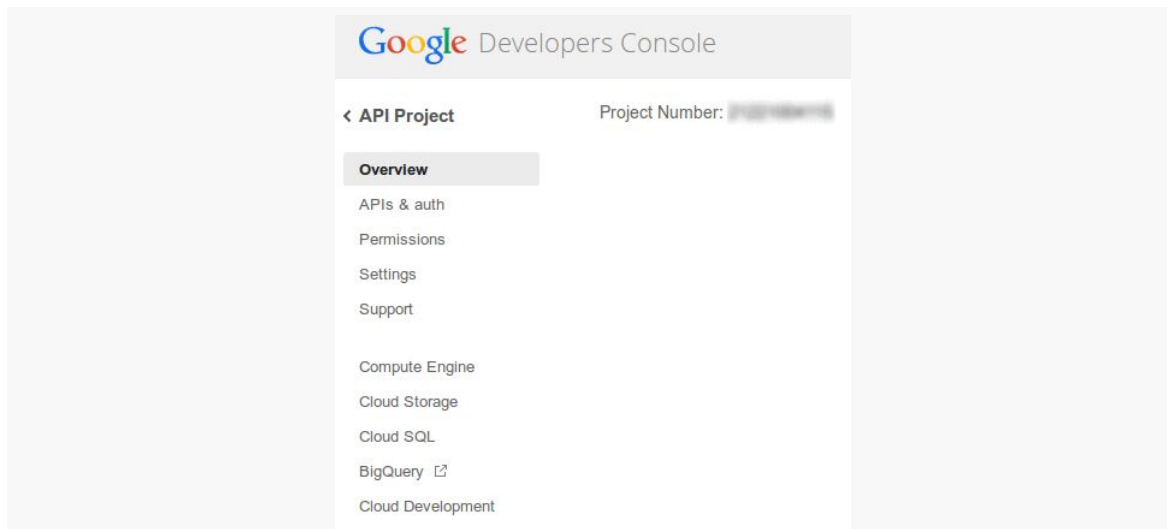 Google Developers Console
< API Project
Project Number:
Overview
APIs & auth
Permissions
Settings
Support
Compute Engine
Cloud Storage
Cloud SQL
BigQuery
Cloud Development